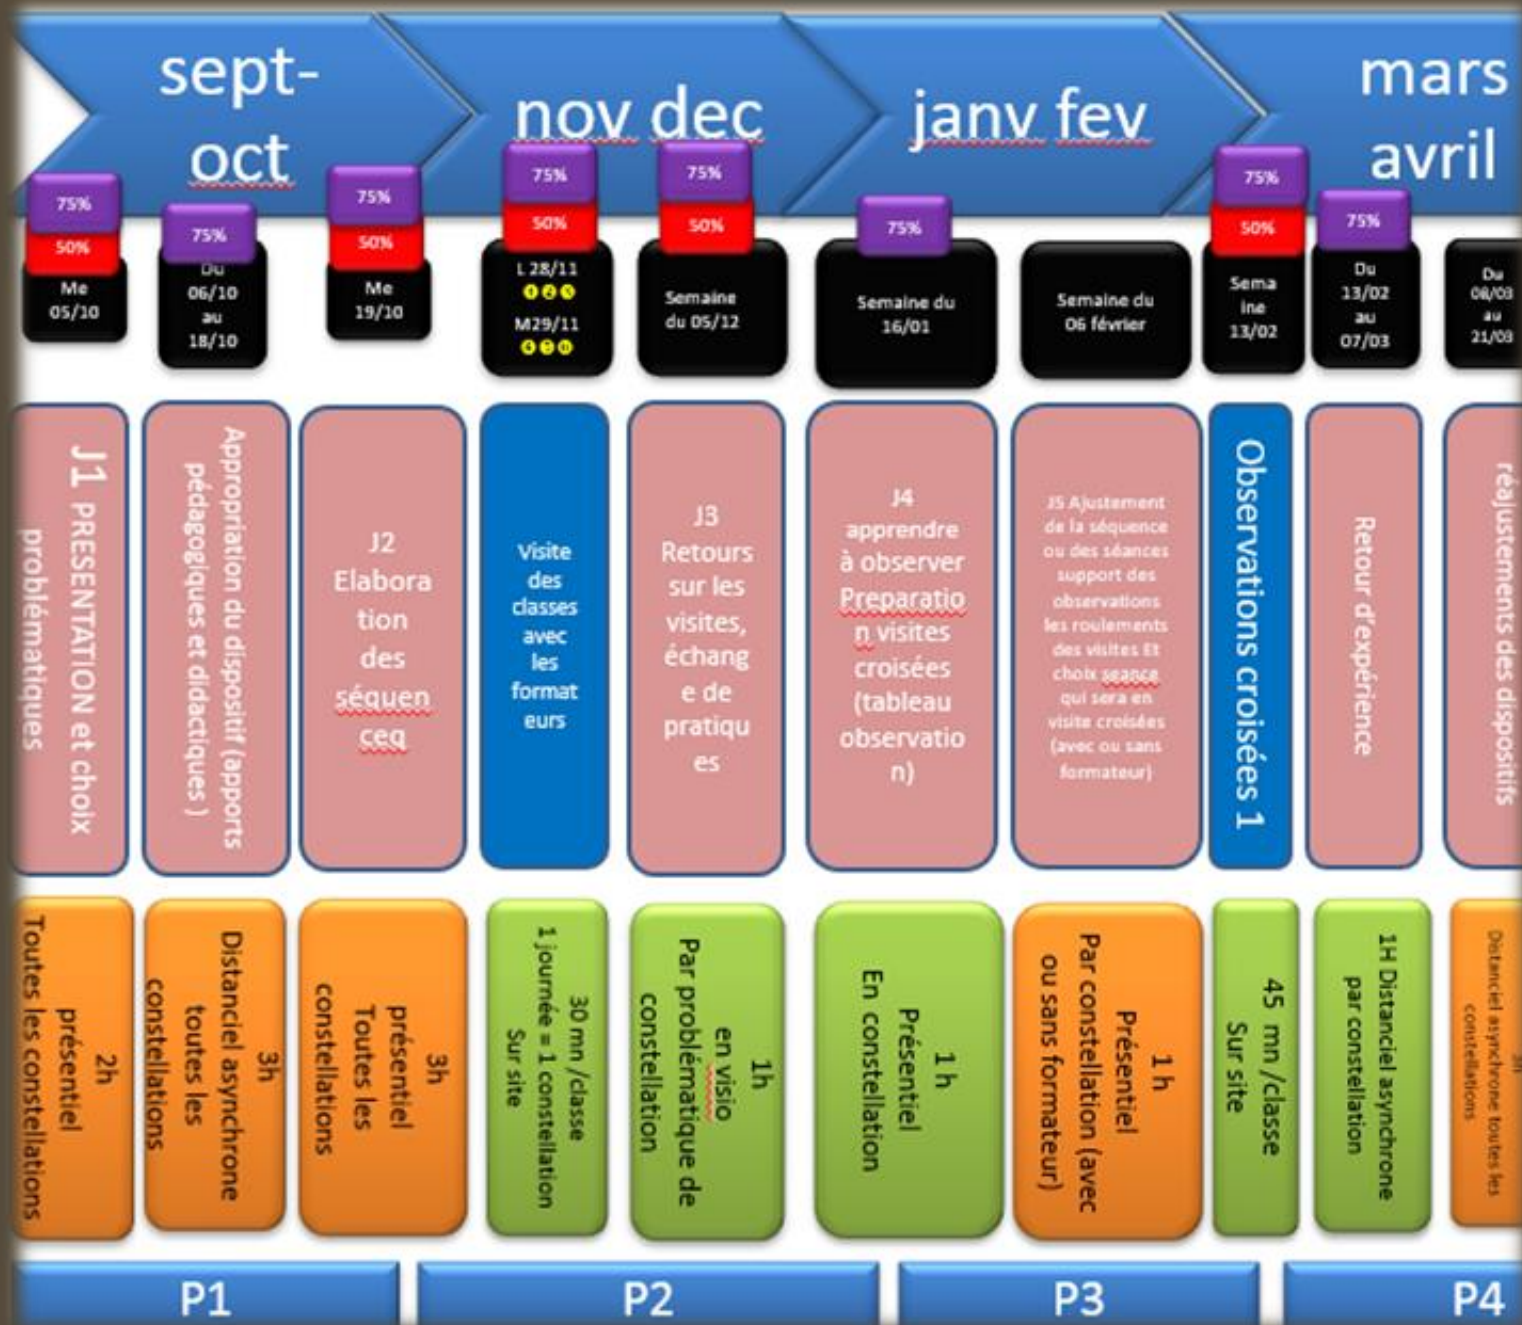 sept-
oct
nov dec
janv fev
mars
avril
75%
50%
Me
05/10
75%
Du
06/10
au
18/10
75%
50%
Me
19/10
75%
50%
L 28/11
❶❷❸
M29/11
75%
50%
Semaine
du 05/12
75%
Semaine du
16/01
Semaine du
06 février
75%
50%
Sema
ine
13/02
75%
Du
13/02
au
07/03
Du
08/03
au
21/03
J1 PRESENTATION et choix
problématiques
Appropriation du dispositif (apports
pédagogiques et didactiques )
J2
Elabora
tion
des
séquen
ceq
Visite
des
classes
avec
les
format
eurs
J3
Retours
sur les
visites,
échang
e de
pratiqu
es
J4
apprendre
à observer
Preparatio
n visites
croisées
(tableau
observatio
n)
J5 Ajustement
de la séquence
ou des séances
support des
observations
les roulements
des visites Et
choix seance
qui sera en
visite croisées
(avec ou sans
formateur)
Observations croisées 1
Retour d'expérience
réajustements des dispositifs
2h
présentiel
Toutes les constellations
3h
Distanciel asynchrone
toutes les
constellations
3h
présentiel
Toutes les
constellations
30 mn /classe
1 journée = 1 constellation
Sur site
1h
en visio
Par problématique de
constellation
1 h
Présentiel
En constellation
1 h
Présentiel
Par constellation (avec
ou sans formateur)
45 mn /classe
Sur site
1H Distanciel asynchrone
par constellation
Distanciel asynchrone toutes les
constellations
P1
P2
P3
P4